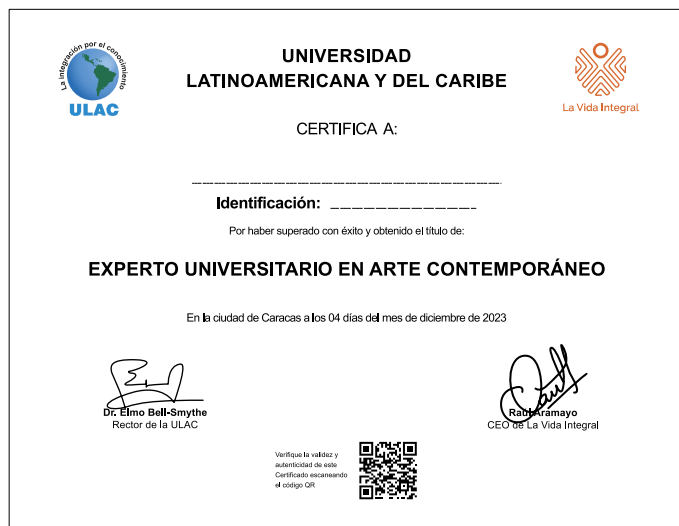 La integración por el conocimiento
ULAC
UNIVERSIDAD
LATINOAMERICANA Y DEL CARIBE
La Vida Integral
CERTIFICA A:
Identificación:
Por haber superado con éxito y obtenido el título de:
EXPERTO UNIVERSITARIO EN ARTE CONTEMPORÁNEO
En la ciudad de Caracas a los 04 días del mes de diciembre de 2023
Dr. Elmo Bell-Smythe
Rector de la ULAC
Raúl Aramayo
CEO de La Vida Integral
Verifique la validez y
autenticidad de este
Certificado escaneando
el código QR